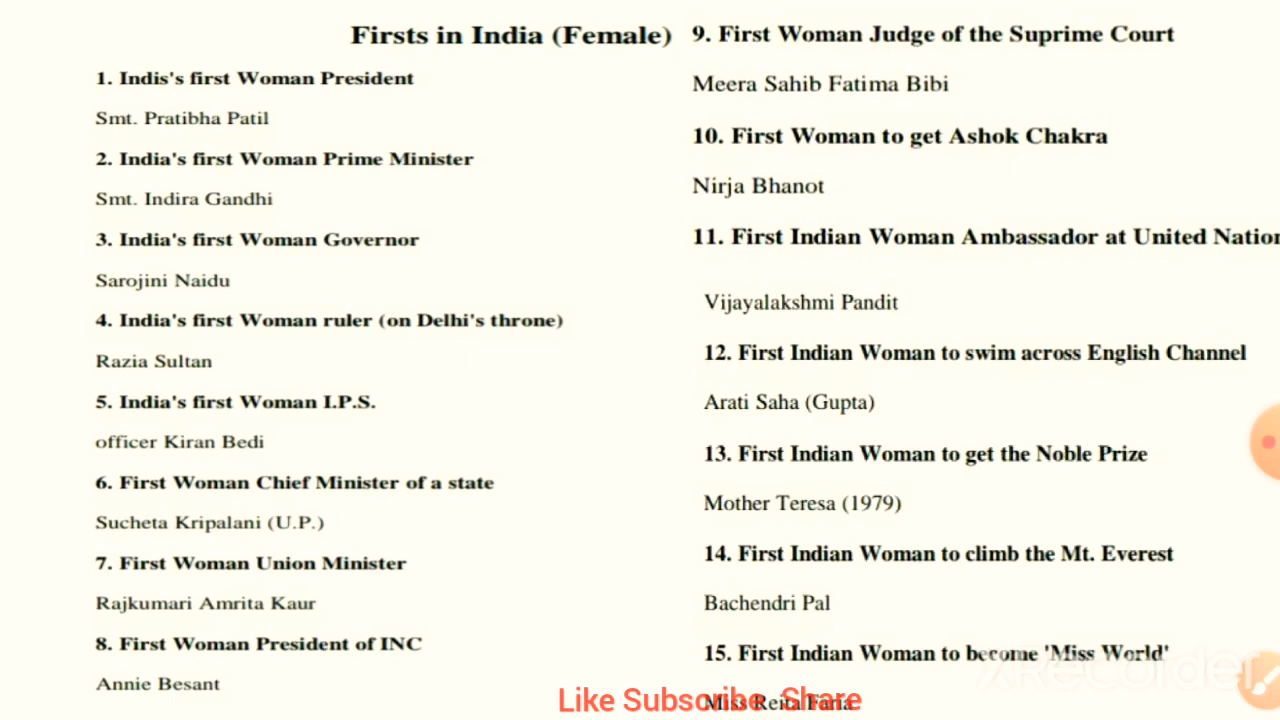 Firsts in India (Female)
1. Indis's first Woman President
Smt. Pratibha Patil
2. India's first Woman Prime Minister
Smt. Indira Gandhi
3. India's first Woman Governor
Sarojini Naidu
4. India's first Woman ruler (on Delhi's throne)
Razia Sultan
5. India's first Woman I.P.S.
officer Kiran Bedi
6. First Woman Chief Minister of a state
Sucheta Kripalani (U.P.)
7. First Woman Union Minister
Rajkumari Amrita Kaur
8. First Woman President of INC
Annie Besant
9. First Woman Judge of the Suprime Court
Meera Sahib Fatima Bibi
10. First Woman to get Ashok Chakra
Nirja Bhanot
11. First Indian Woman Ambassador at United Nation
Vijayalakshmi Pandit
12. First Indian Woman to swim across English Channel
Arati Saha (Gupta)
13. First Indian Woman to get the Noble Prize
Mother Teresa (1979)
14. First Indian Woman to climb the Mt. Everest
Bachendri Pal
15. First Indian Woman to become 'Miss World'
Miss Reita Faria
Like Subscribe Share
XRecorder